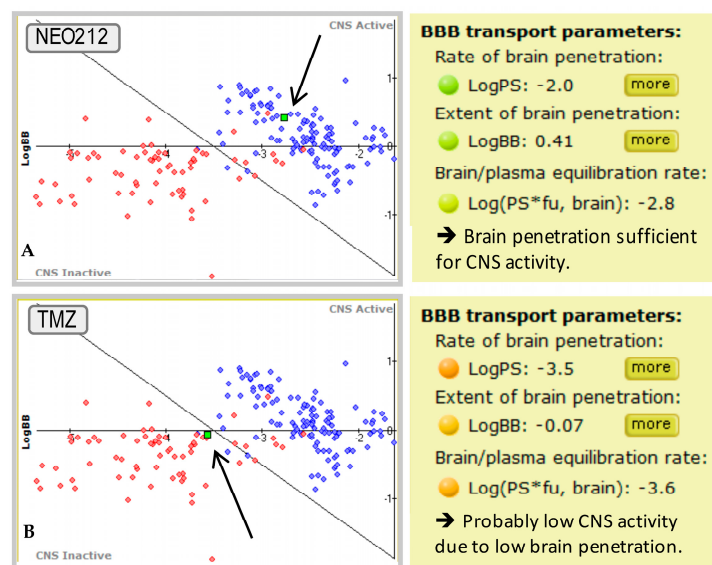 NEO212
CNS Active
1
LogBB
-5
-4
-3
-2
-1
A
CNS Inactive
BBB transport parameters:
Rate of brain penetration:
LogPS: -2.0
more
Extent of brain penetration:
LogBB: 0.41
more
Brain/plasma equilibration rate:
Log(PS*fu, brain): -2.8
➔ Brain penetration sufficient
for CNS activity.
TMZ
CNS Active
1
LogBB
-5
-4
-3
-2
0
-1
B
CNS Inactive
BBB transport parameters:
Rate of brain penetration:
LogPS: -3.5
more
Extent of brain penetration:
LogBB: -0.07
more
Brain/plasma equilibration rate:
Log(PS*fu, brain): -3.6
➔ Probably low CNS activity
due to low brain penetration.